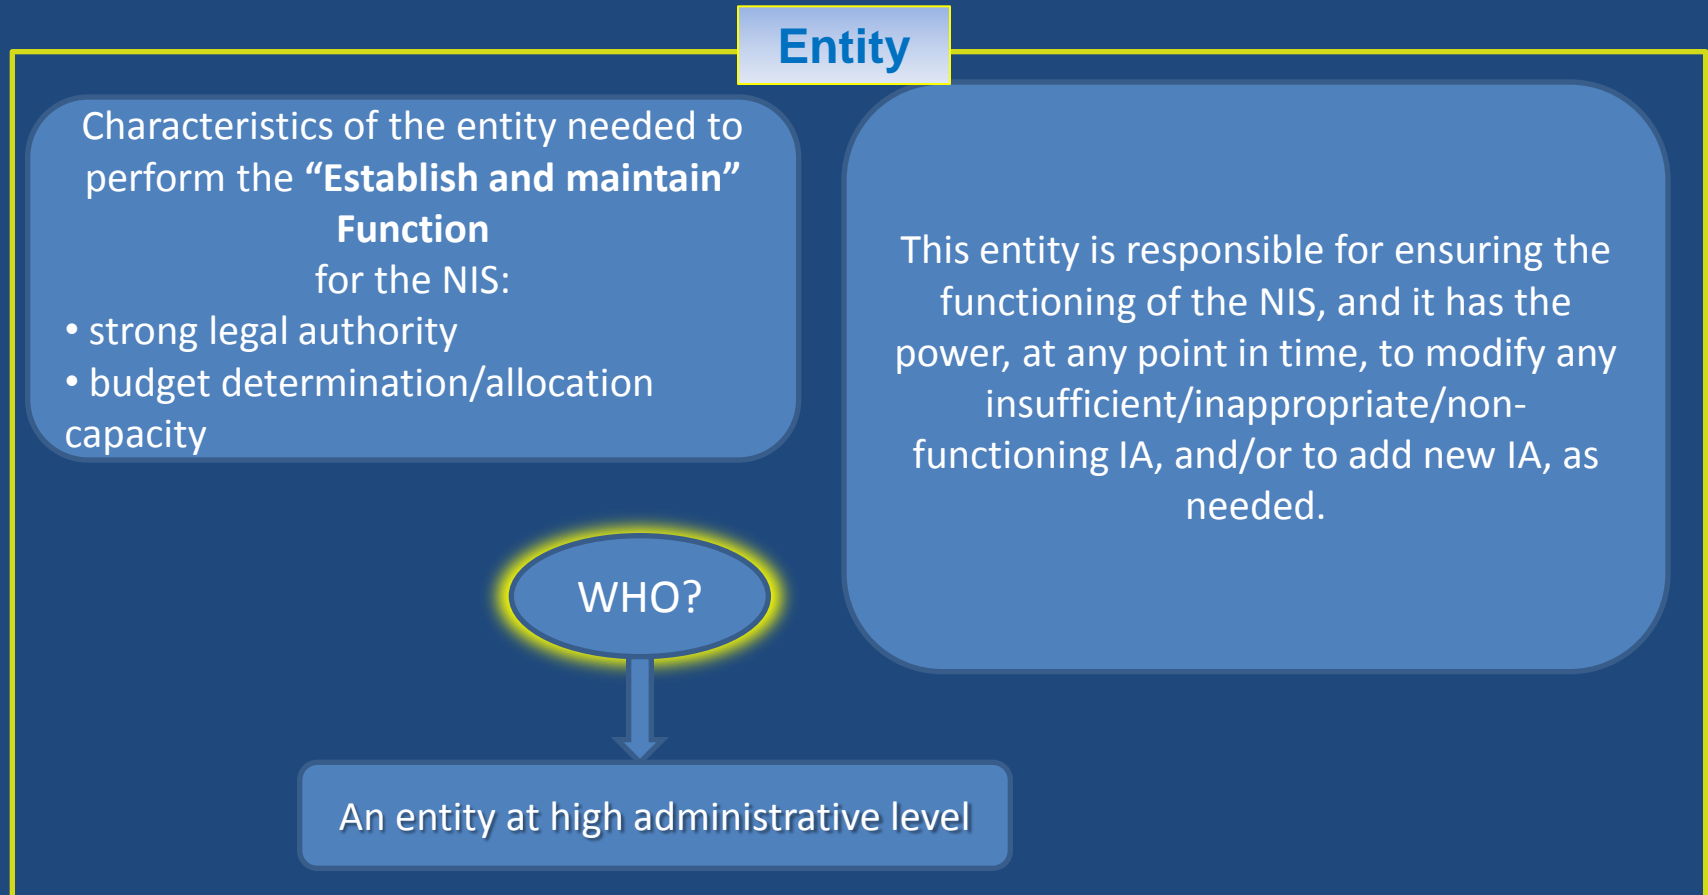 Entity
Characteristics of the entity needed to
perform the “Establish and maintain”
Function
for the NIS:
• strong legal authority
• budget determination/allocation
capacity
This entity is responsible for ensuring the
functioning of the NIS, and it has the
power, at any point in time, to modify any
insufficient/inappropriate/non-
functioning IA, and/or to add new IA, as
needed.
WHO?
An entity at high administrative level